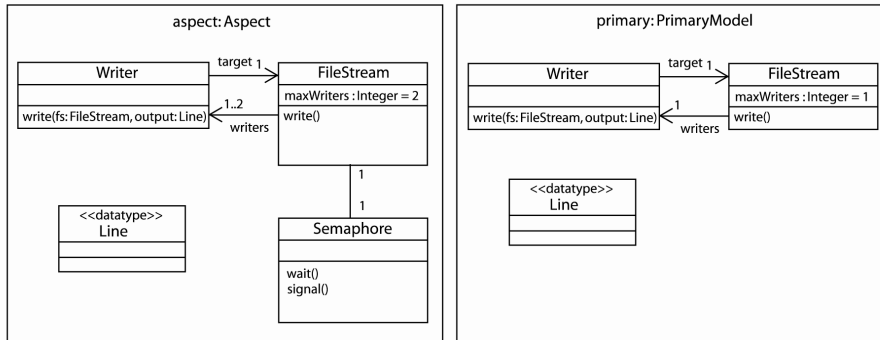 aspect: Aspect
Writer
write(fs: FileStream, output: Line)
target 1
1..2
writers
FileStream
maxWriters : Integer = 2
write()
1
1
<<datatype>>
Line
Semaphore
wait()
signal()
primary: PrimaryModel
Writer
write(fs: FileStream, output: Line)
target 1
1
writers
FileStream
maxWriters : Integer = 1
write()
<<datatype>>
Line